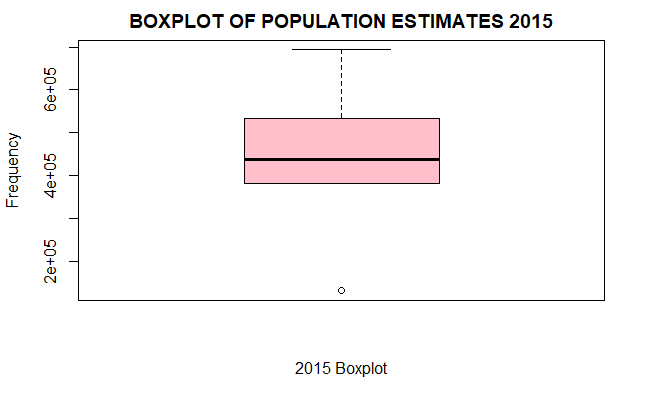 BOXPLOT OF POPULATION ESTIMATES 2015
Frequency
6e+05
4e+05
2e+05
2015 Boxplot